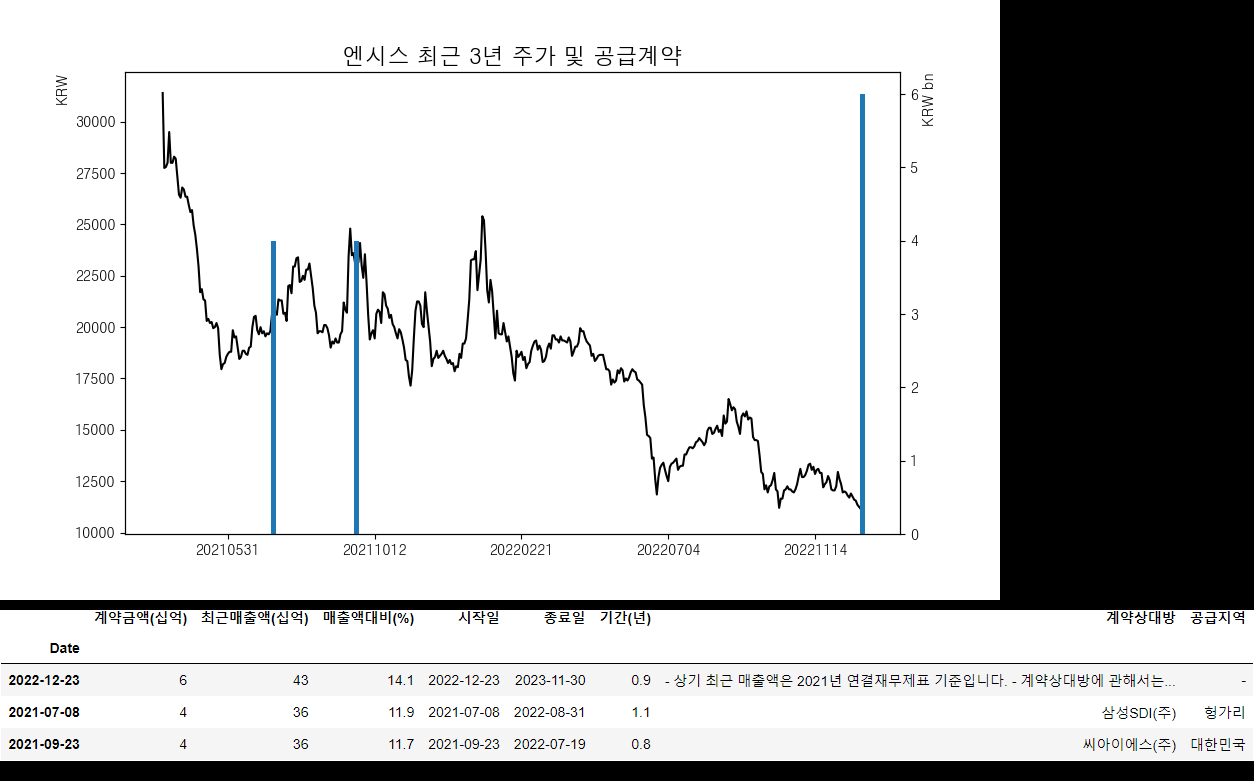 엔시스 최근 3년 주가 및 공급계약
KRW
KRW bn
30000
27500
25000
22500
20000
17500
15000
12500
10000
6
5
4
3
2
1
0
20210531 20211012 20220221 20220704 20221114
계약금액(십억) 최근매출액(십억) 매출액대비(%) 시작일 종료일 기간(년) 계약상대방 공급지역
Date
2022-12-23 6 43 14.1 2022-12-23 2023-11-30 0.9 - 상기 최근 매출액은 2021년 연결재무제표 기준입니다. - 계약상대방에 관해서는... -
2021-07-08 4 36 11.9 2021-07-08 2022-08-31 1.1 삼성SDI(주) 헝가리
2021-09-23 4 36 11.7 2021-09-23 2022-07-19 0.8 씨아이에스(주) 대한민국